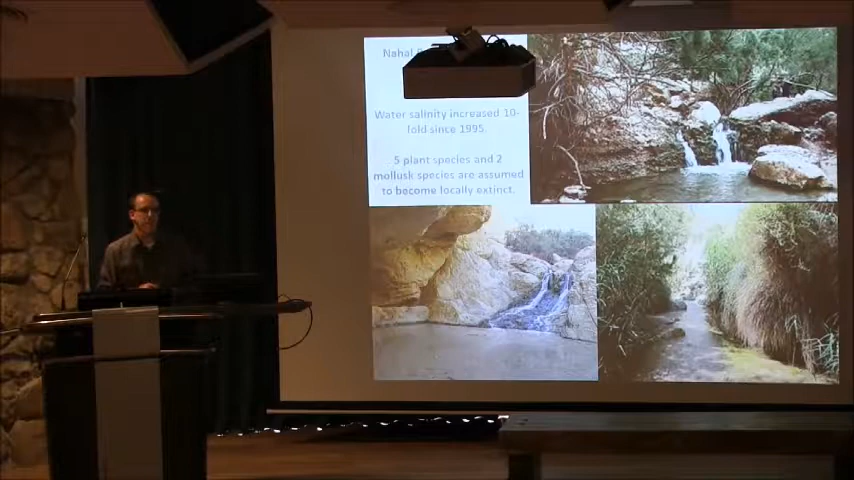 Nahal
Water salinity increased 10-
fold since 1995.
5 plant species and 2
mollusk species are assumed
to become locally extinct.